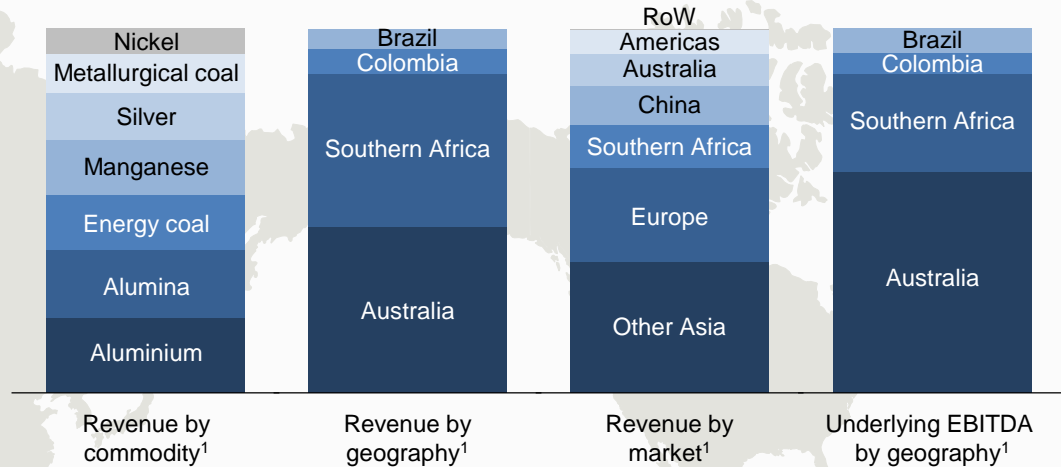 Nickel
Metallurgical coal
Silver
Manganese
Energy coal
Alumina
Aluminium
Revenue by
commodity¹
Brazil
Colombia
Southern Africa
Australia
Revenue by
geography¹
RoW
Americas
Australia
China
Southern Africa
Europe
Other Asia
Revenue by
market¹
Brazil
Colombia
Southern Africa
Australia
Underlying EBITDA
by geography¹